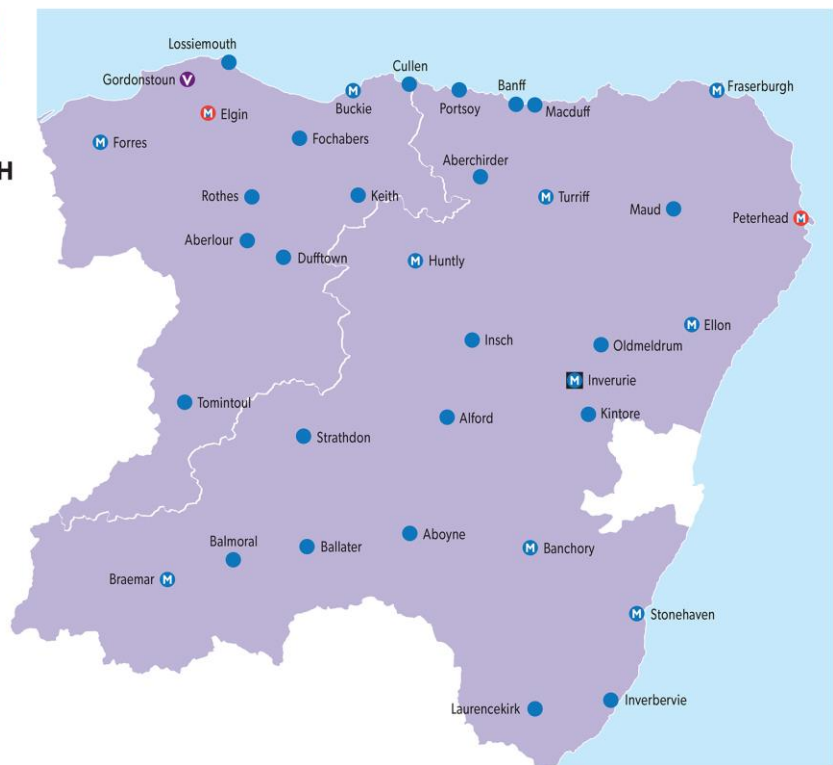 Lossiemouth
Gordonstoun V
Cullen
M Buckie
Portsoy
Banff
Macduff
M Fraserburgh
M Elgin
M Forres
Fochabers
H
Aberchirder
Rothes
Keith
M Turriff
Maud
Peterhead M
Aberlour
Dufftown
M Huntly
M Ellon
Insch
Oldmeldrum
M Inverurie
Tomintoul
Alford
Kintore
Strathdon
Aboyne
Balmoral
Ballater
M Banchory
Braemar M
M Stonehaven
Laurencekirk
Inverbervie